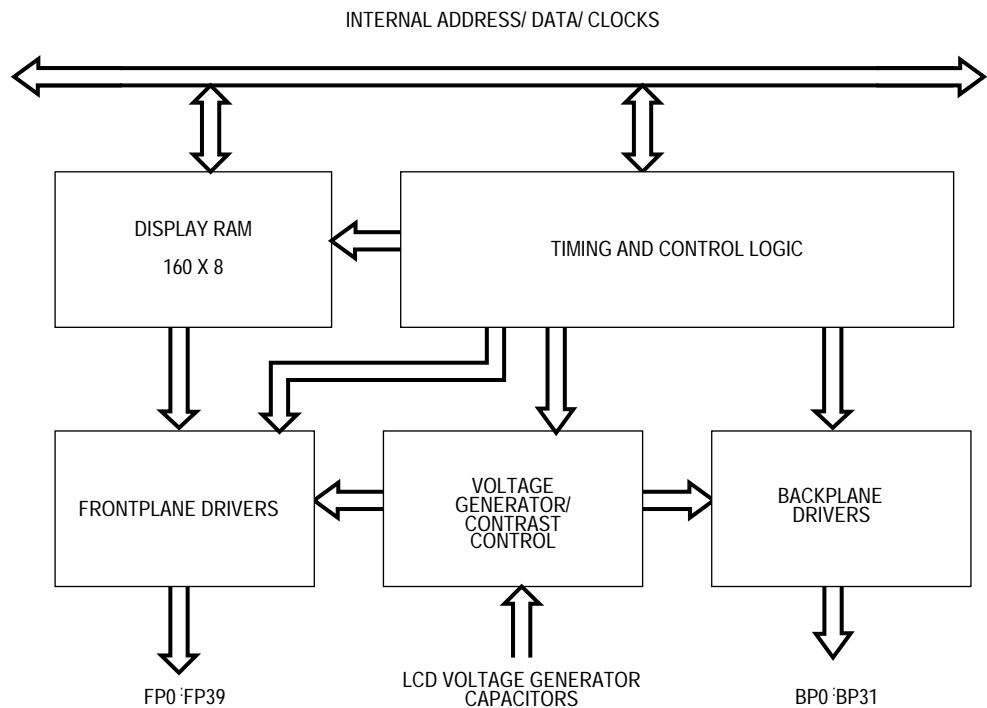 INTERNAL ADDRESS/ DATA/ CLOCKS
DISPLAY RAM
160 X 8
TIMING AND CONTROL LOGIC
FRONTPLANE DRIVERS
VOLTAGE
GENERATOR/
CONTRAST
CONTROL
BACKPLANE
DRIVERS
FP0:FP39
LCD VOLTAGE GENERATOR
CAPACITORS
BP0:BP31